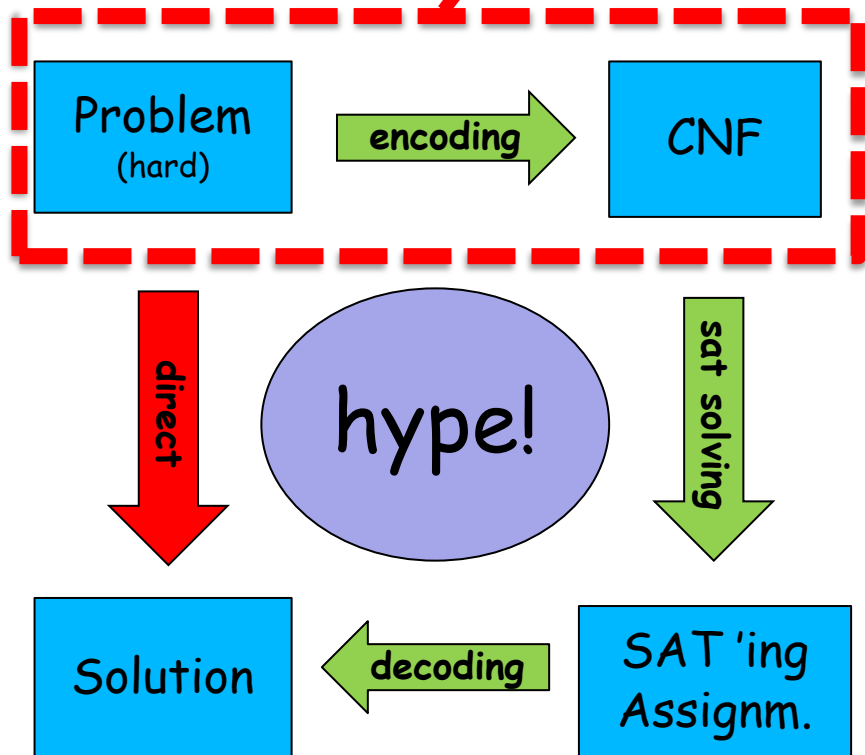 Problem
(hard)
encoding
CNF
direct
hype!
sat solving
Solution
decoding
SAT'ing
Assignm.